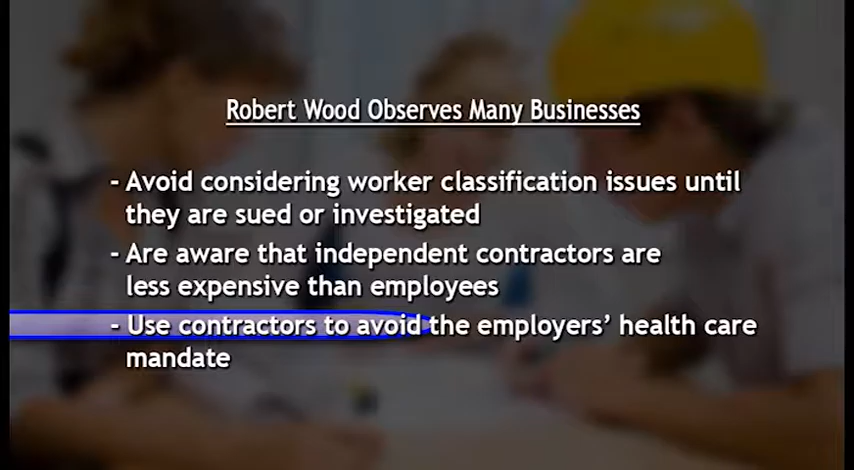 Robert Wood Observes Many Businesses
- Avoid considering worker classification issues until
they are sued or investigated
- Are aware that independent contractors are
less expensive than employees
- Use contractors to avoid the employers’ health care
mandate